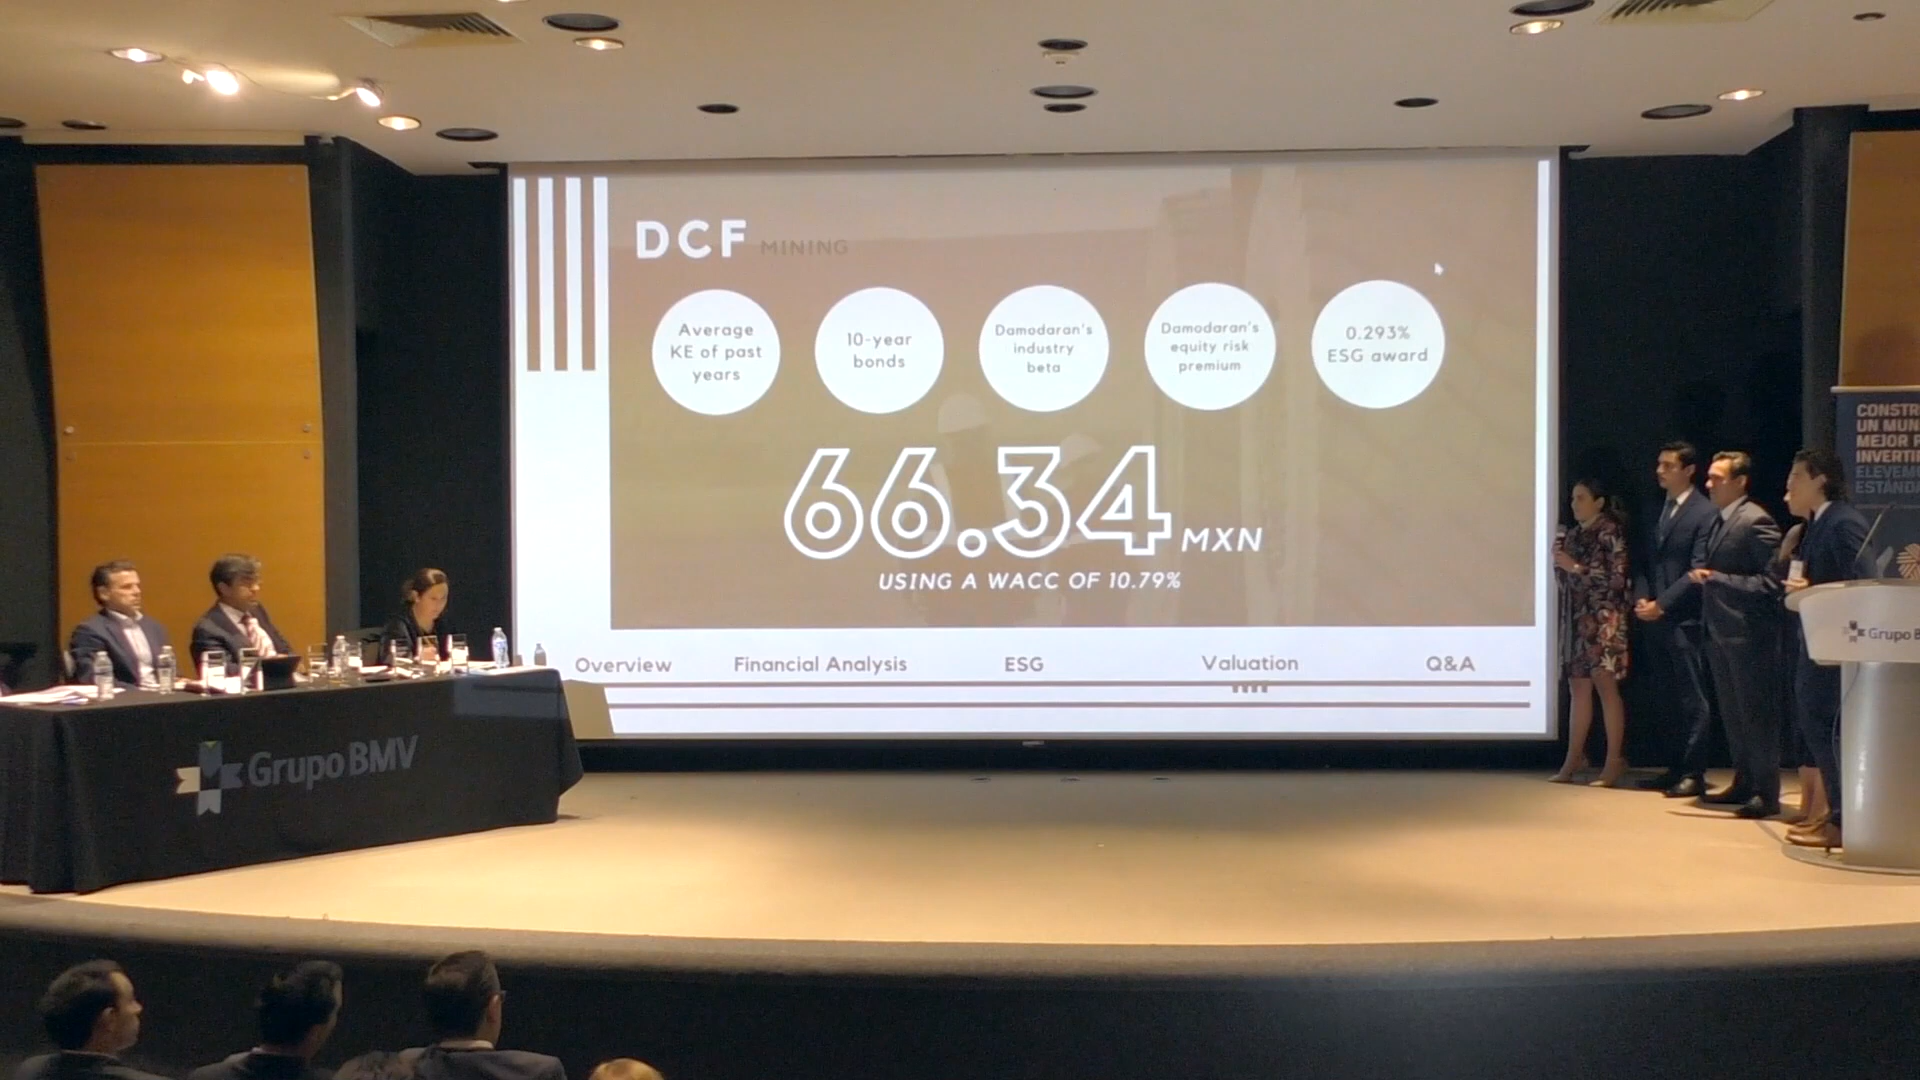 DCF MINING
Average
KE of past
years
10-year
bonds
Damodaran's
industry
beta
Damodaran's
equity risk
premium
0.293%
ESG award
66.34 MXN
USING A WACC OF 10.79%
Overview Financial Analysis ESG Valuation Q&A
CONSTR
UN MUN
MEJOR P
INVERTI
ELEVEM
ESTÁNDA
Grupo B
Grupo BMV